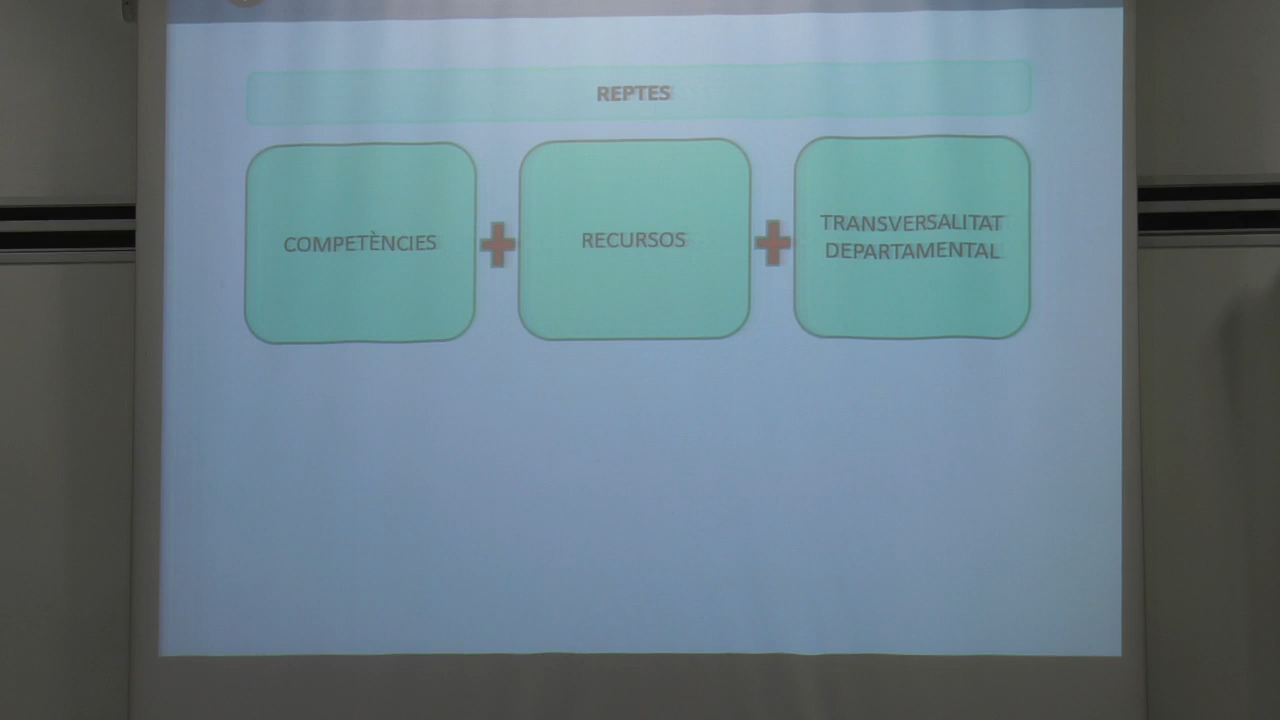 REPTES
COMPETÈNCIES
RECURSOS
TRANSVERSALITAT
DEPARTAMENTAL